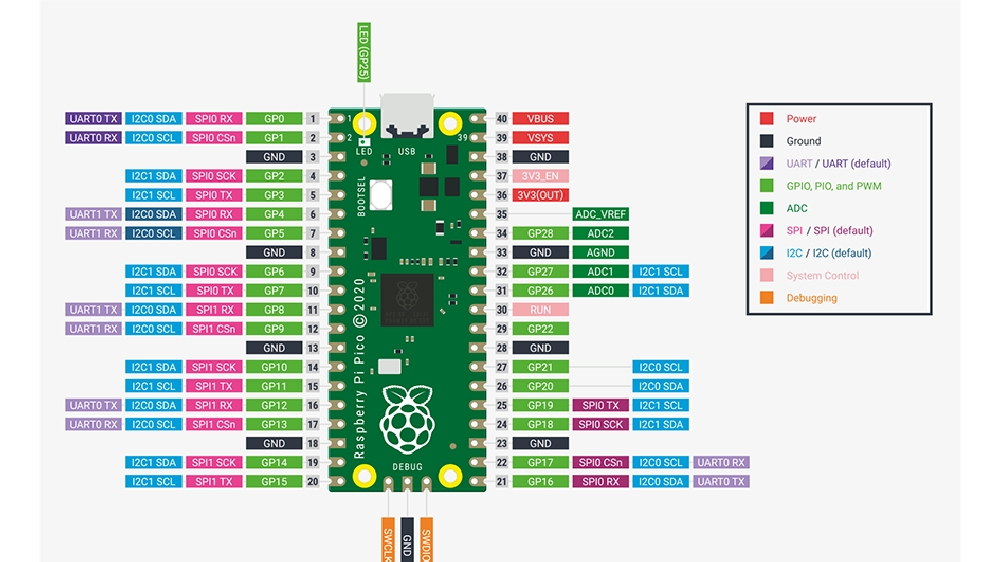 LED (GP25)
UART0 TX I2C0 SDA SPI0 RX GP0 1
UART0 RX I2C0 SCL SPI0 CSn GP1 2
GND 3
I2C1 SDA SPI0 SCK GP2 4
I2C1 SCL SPI0 TX GP3 5
UART1 TX I2C0 SDA SPI0 RX GP4 6
UART1 RX I2C0 SCL SPI0 CSn GP5 7
GND 8
I2C1 SDA SPI0 SCK GP6 9
I2C1 SCL SPI0 TX GP7 10
UART1 TX I2C0 SDA SPI1 RX GP8 11
UART1 RX I2C0 SCL SPI1 CSn GP9 12
GND 13
I2C1 SDA SPI1 SCK GP10 14
I2C1 SCL SPI1 TX GP11 15
UART0 TX I2C0 SDA SPI1 RX GP12 16
UART0 RX I2C0 SCL SPI1 CSn GP13 17
GND 18
I2C1 SDA SPI1 SCK GP14 19
I2C1 SCL SPI1 TX GP15 20
1
2
39
LED
USB
BOOTSEL
Raspberry Pi Pico © 2020
DEBUG
40 VBUS
39 VSYS
38 GND
37 3V3_EN
36 3V3(OUT)
35 ADC_VREF
34 GP28 ADC2
33 GND AGND
32 GP27 ADC1 I2C1 SCL
31 GP26 ADC0 I2C1 SDA
30 RUN
29 GP22
28 GND
27 GP21 I2C0 SCL
26 GP20 I2C0 SDA
25 GP19 SPI0 TX I2C1 SCL
24 GP18 SPI0 SCK I2C1 SDA
23 GND
22 GP17 SPI0 CSn I2C0 SCL UART0 RX
21 GP16 SPI0 RX I2C0 SDA UART0 TX
SWCLK
GND
SWDIO
Power
Ground
UART / UART (default)
GPIO, PIO, and PWM
ADC
SPI / SPI (default)
I2C / I2C (default)
System Control
Debugging